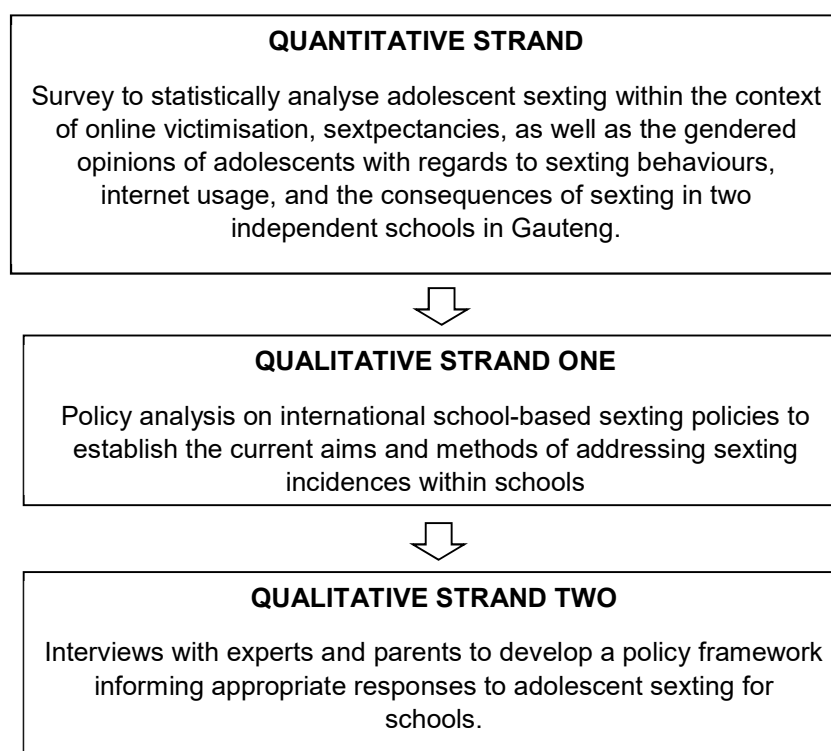 QUANTITATIVE STRAND
Survey to statistically analyse adolescent sexting within the context
of online victimisation, sextpectancies, as well as the gendered
opinions of adolescents with regards to sexting behaviours,
internet usage, and the consequences of sexting in two
independent schools in Gauteng.
QUALITATIVE STRAND ONE
Policy analysis on international school-based sexting policies to
establish the current aims and methods of addressing sexting
incidences within schools
QUALITATIVE STRAND TWO
Interviews with experts and parents to develop a policy framework
informing appropriate responses to adolescent sexting for
schools.